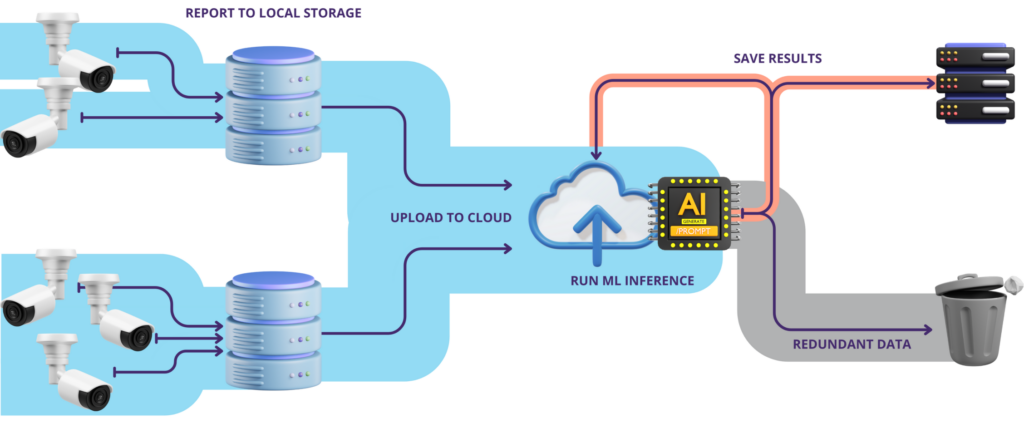 REPORT TO LOCAL STORAGE
SAVE RESULTS
AI
GENERATE
/PROMPT
UPLOAD TO CLOUD
RUN ML INFERENCE
REDUNDANT DATA